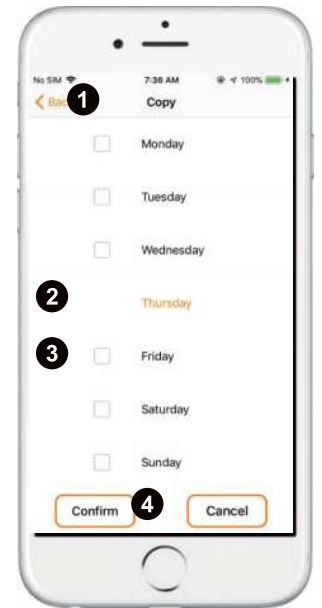 No SIM 7:36 AM 100%
Back 1 Copy
Monday
Tuesday
Wednesday
2 Thursday
3 Friday
Saturday
Sunday
Confirm 4 Cancel